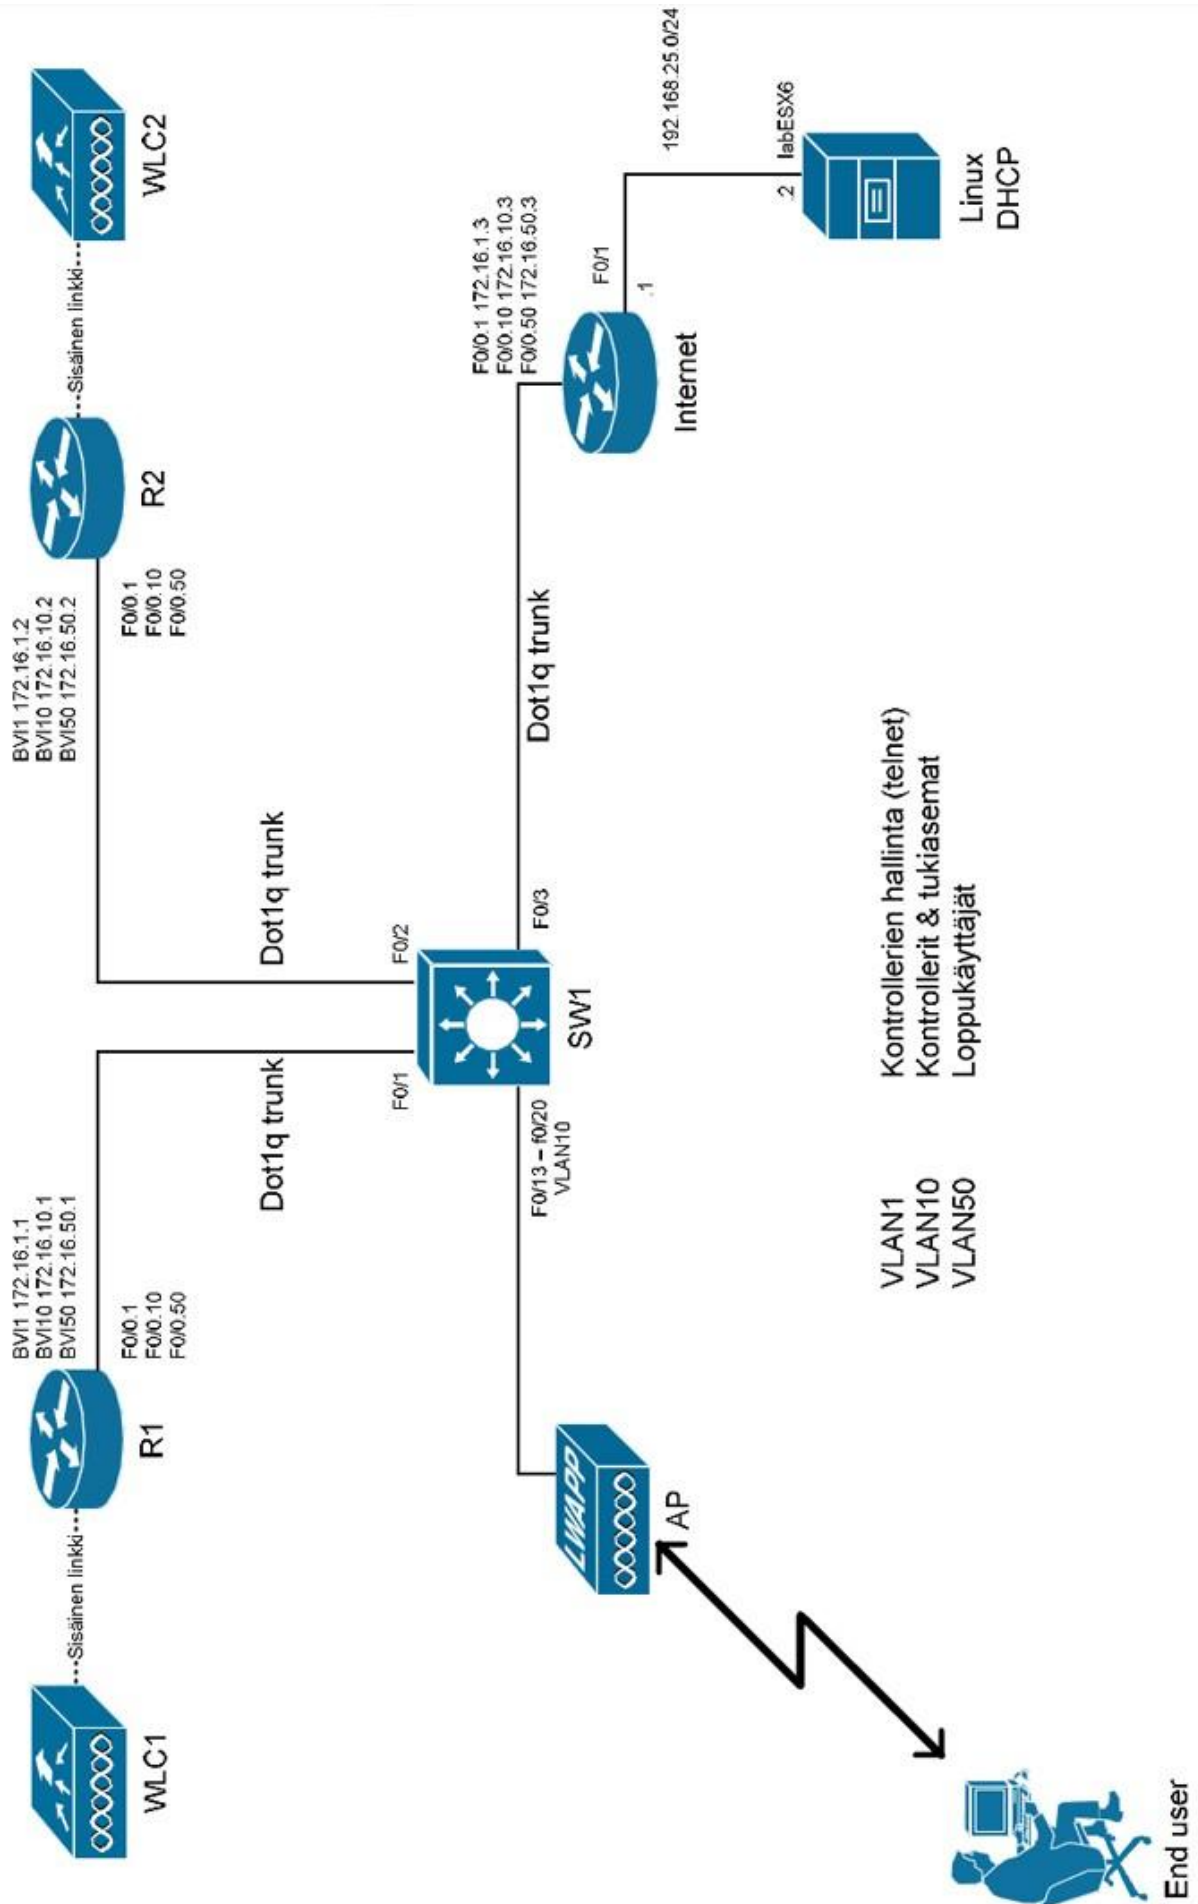 BVI1 172.16.1.1
BVI10 172.16.10.1
BVI50 172.16.50.1
BVI1 172.16.1.2
BVI10 172.16.10.2
BVI50 172.16.50.2
WLC1
---Sisäinen linkki---
R1
F0/0.1
F0/0.10
F0/0.50
R2
F0/0.1
F0/0.10
F0/0.50
---Sisäinen linkki---
WLC2
Dot1q trunk
Dot1q trunk
F0/1
F0/2
SW1
F0/13 – f0/20
VLAN10
F0/3
Dot1q trunk
F0/0.1 172.16.1.3
F0/0.10 172.16.10.3
F0/0.50 172.16.50.3
Internet
F0/1
.1
192.168.25.0/24
.2
labESX6
Linux
DHCP
LWAPP
AP
End user
VLAN1 Kontrollerien hallinta (telnet)
VLAN10 Kontrollerit & tukiasemat
VLAN50 Loppukäyttäjät